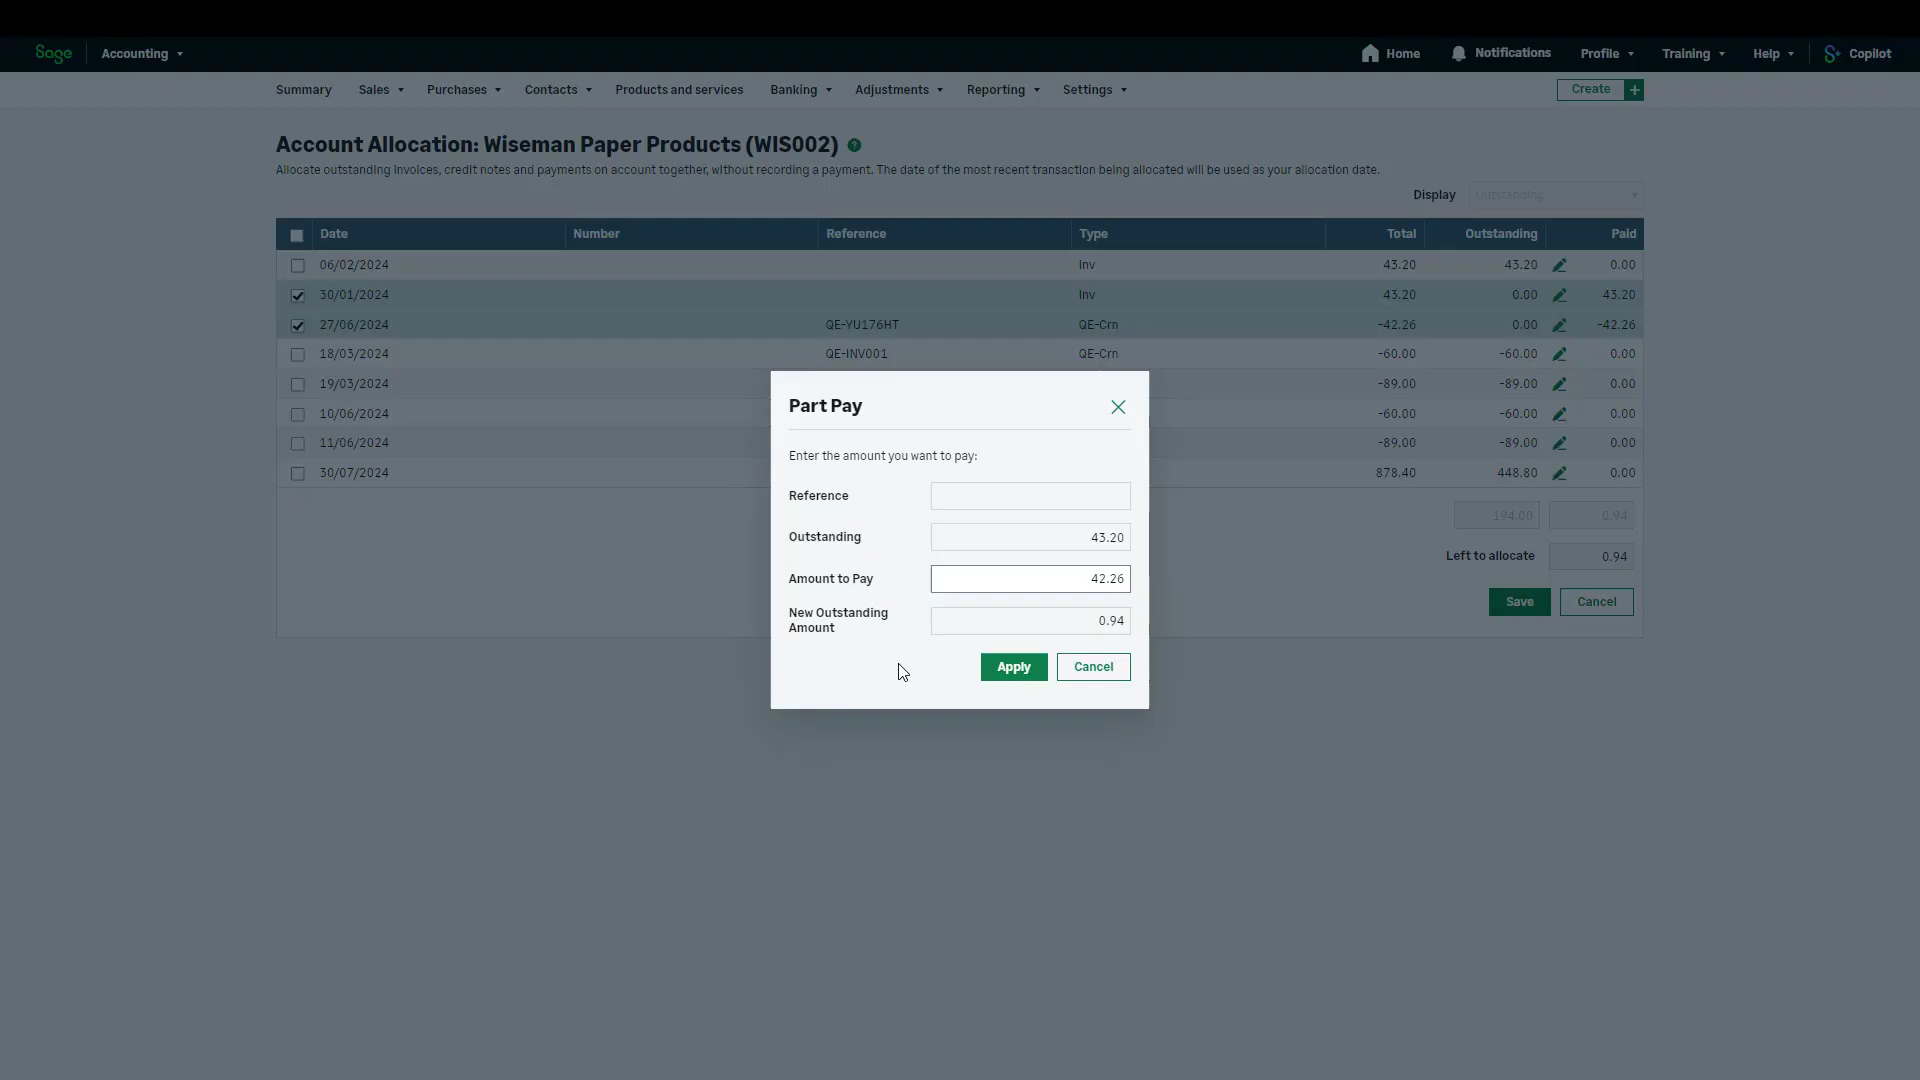 Sage Accounting Home Notifications Profile Training Help Copilot
Summary Sales Purchases Contacts Products and services Banking Adjustments Reporting Settings Create +
Account Allocation: Wiseman Paper Products (WIS002) ?
Allocate outstanding invoices, credit notes and payments on account together, without recording a payment. The date of the most recent transaction being allocated will be used as your allocation date.
Display Outstanding
Date Number Reference Type Total Outstanding Paid
06/02/2024 Inv 43.20 43.20 0.00
30/01/2024 Inv 43.20 0.00 43.20
27/06/2024 QE-YU176HT QE-Crn -42.26 0.00 -42.26
18/03/2024 QE-INV001 QE-Crn -60.00 -60.00 0.00
19/03/2024 -89.00 -89.00 0.00
10/06/2024 -60.00 -60.00 0.00
11/06/2024 -89.00 -89.00 0.00
30/07/2024 878.40 448.80 0.00
194.00 0.94
Left to allocate 0.94
Save Cancel
Part Pay
Enter the amount you want to pay:
Reference
Outstanding 43.20
Amount to Pay 42.26
New Outstanding
Amount 0.94
Apply Cancel